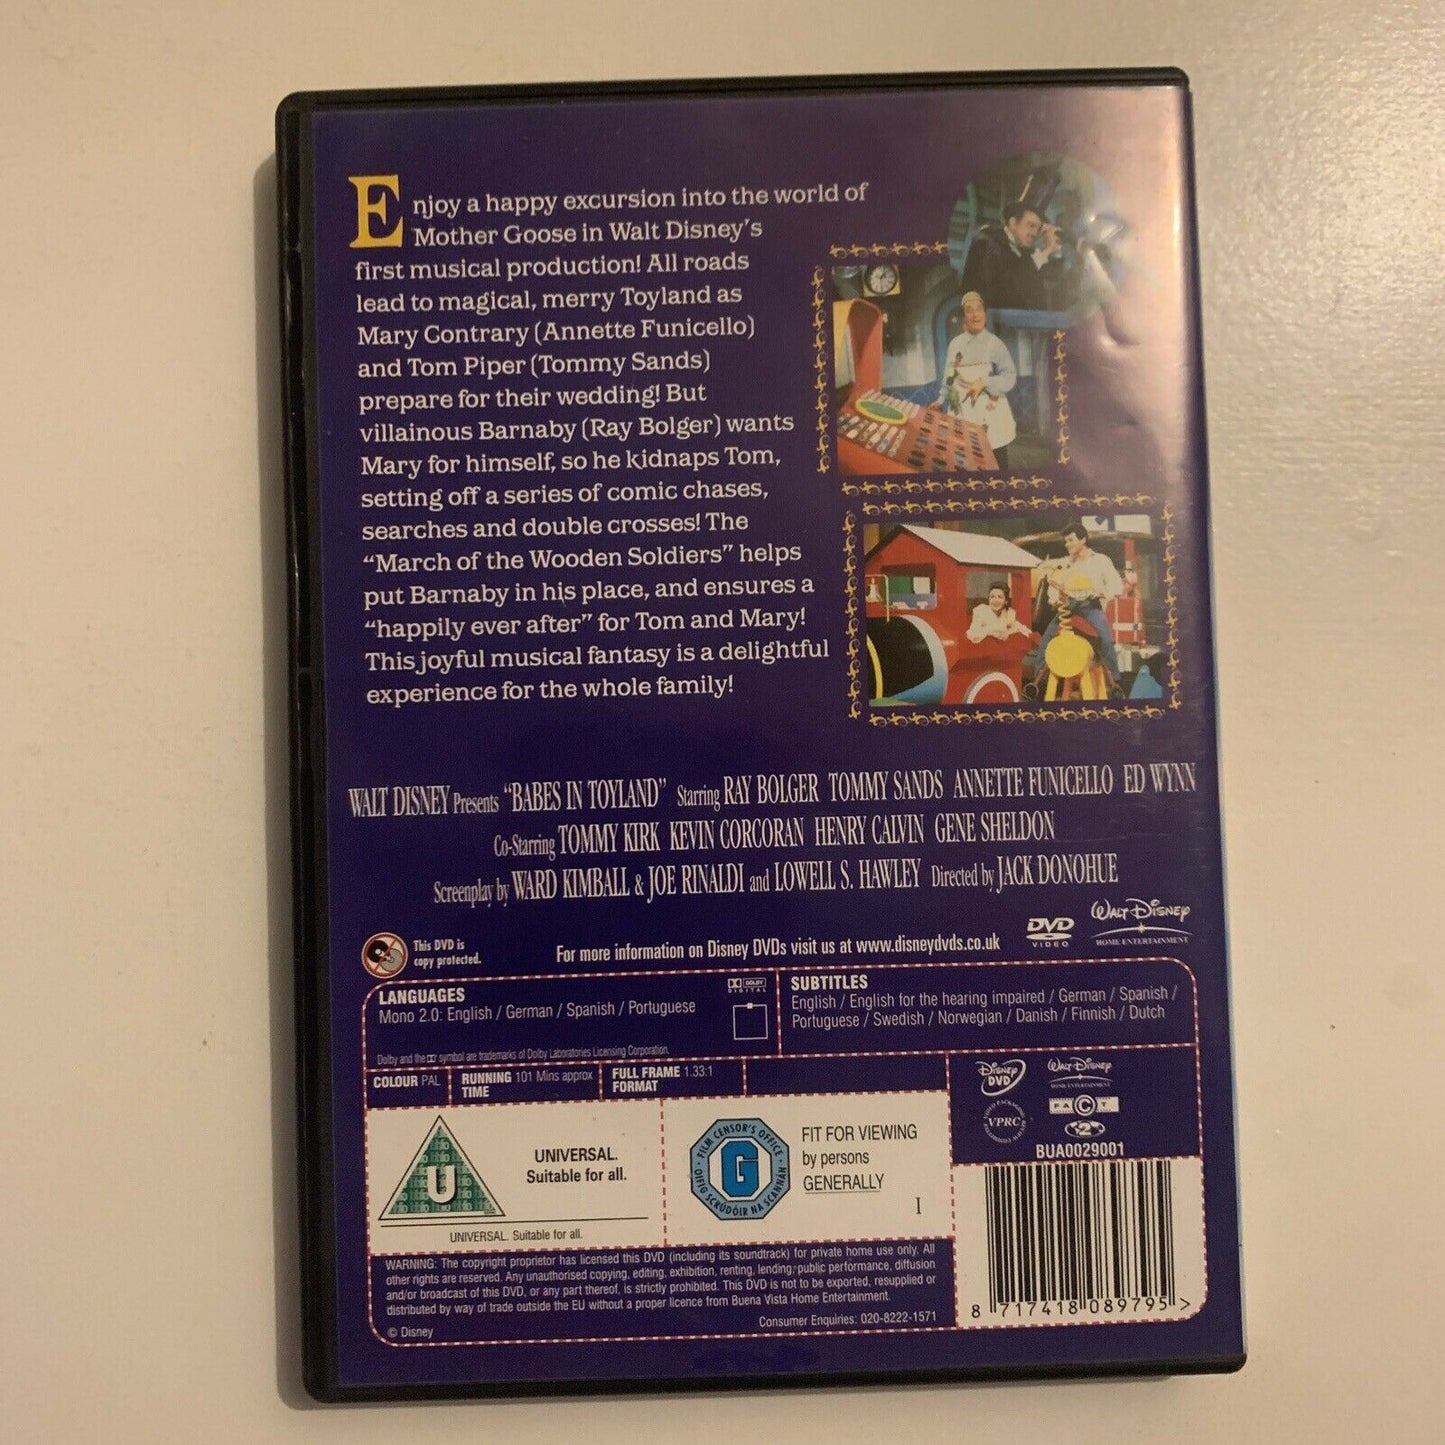 Enjoy a happy excursion into the world of
Mother Goose in Walt Disney's
first musical production! All roads
lead to magical, merry Toyland as
Mary Contrary (Annette Funicello)
and Tom Piper (Tommy Sands)
prepare for their wedding! But
villainous Barnaby (Ray Bolger) wants
Mary for himself, so he kidnaps Tom,
setting off a series of comic chases,
searches and double crosses! The
“March of the Wooden Soldiers” helps
put Barnaby in his place, and ensures a
“happily ever after” for Tom and Mary!
This joyful musical fantasy is a delightful
experience for the whole family!
WALT DISNEY Presents “BABES IN TOYLAND” Starring RAY BOLGER TOMMY SANDS ANNETTE FUNICELLO ED WYNN
Co-Starring TOMMY KIRK KEVIN CORCORAN HENRY CALVIN GENE SHELDON
Screenplay by WARD KIMBALL & JOE RINALDI and LOWELL S. HAWLEY Directed by JACK DONOHUE
This DVD is
copy protected.
For more information on Disney DVDs visit us at www.disneydvds.co.uk
DVD
VIDEO
WALT DISNEY
HOME ENTERTAINMENT
LANGUAGES
Mono 2.0: English / German / Spanish / Portuguese
DOLBY
DIGITAL
Dolby and the symbol are trademarks of Dolby Laboratories Licensing Corporation.
SUBTITLES
English / English for the hearing impaired / German / Spanish /
Portuguese / Swedish / Norwegian / Danish / Finnish / Dutch
COLOUR PAL
RUNNING 101 Mins approx
TIME
FULL FRAME 1.33:1
FORMAT
U
UNIVERSAL.
Suitable for all.
UNIVERSAL. Suitable for all.
FILM CENSOR'S OFFICE
G
OIFIG SCRÚDÓIR NA SCANNÁN
FIT FOR VIEWING
by persons
GENERALLY
I
DISNEY
DVD
WALT DISNEY
HOME ENTERTAINMENT
VPRC
FACT
2
BUA0029001
WARNING: The copyright proprietor has licensed this DVD (including its soundtrack) for private home use only. All
other rights are reserved. Any unauthorised copying, editing, exhibition, renting, lending, public performance, diffusion
and/or broadcast of this DVD, or any part thereof, is strictly prohibited. This DVD is not to be exported, resupplied or
distributed by way of trade outside the EU without a proper licence from Buena Vista Home Entertainment.
Consumer Enquiries: 020-8222-1571
© Disney
8 717418 089795 >